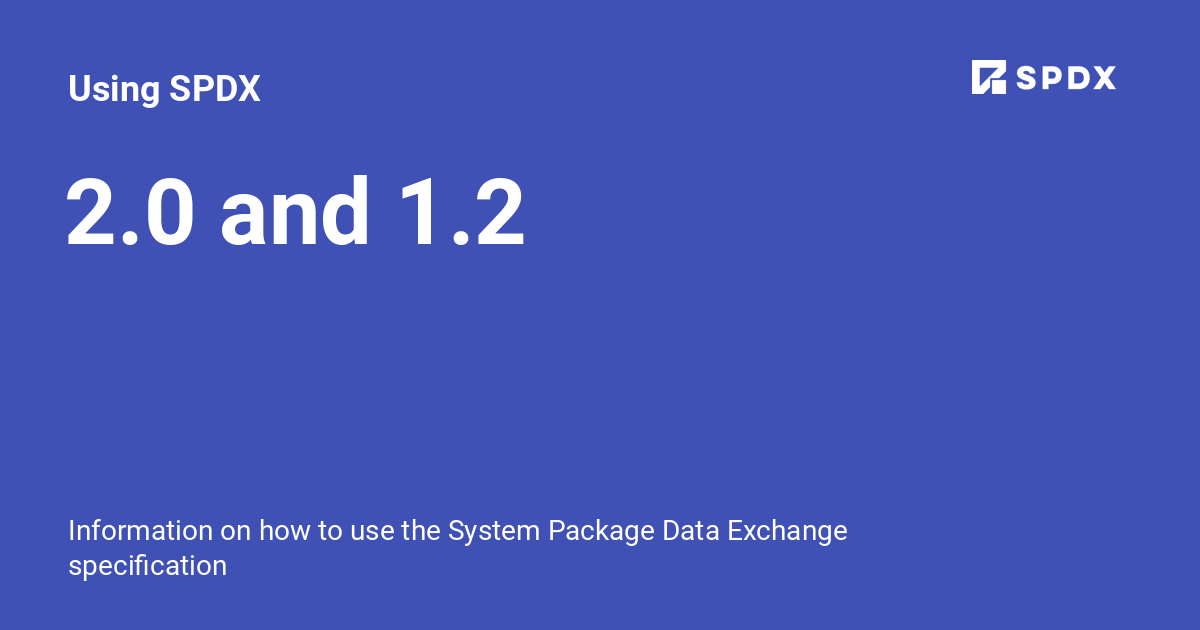 Using SPDX
SPDX
2.0 and 1.2
Information on how to use the System Package Data Exchange
specification